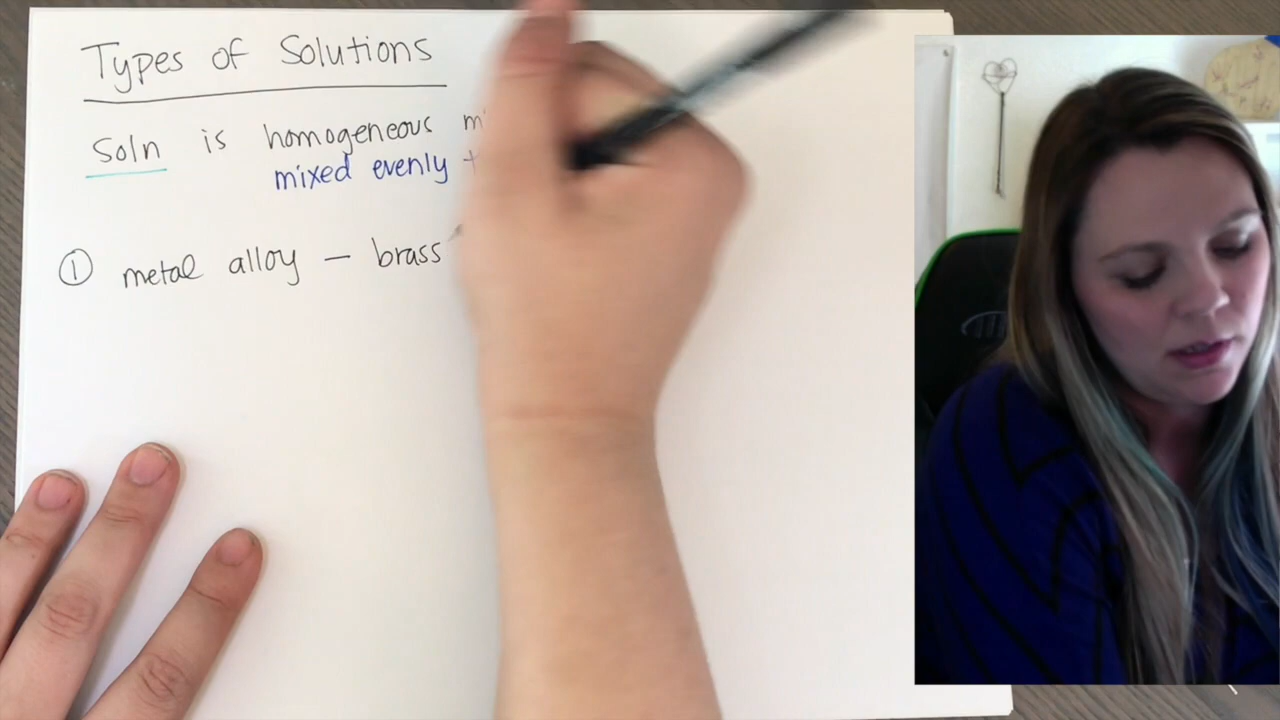 Types of Solutions
Soln is homogeneous
mixed evenly
① metal alloy — brass